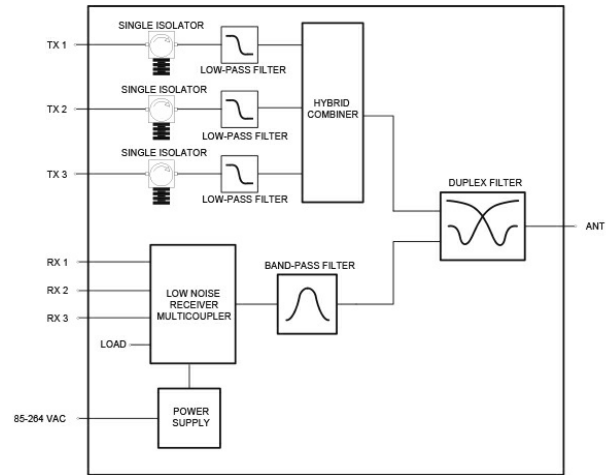 SINGLE ISOLATOR
TX 1
LOW-PASS FILTER
SINGLE ISOLATOR
TX 2
LOW-PASS FILTER
SINGLE ISOLATOR
TX 3
LOW-PASS FILTER
HYBRID
COMBINER
DUPLEX FILTER
ANT
RX 1
RX 2
RX 3
LOAD
LOW NOISE
RECEIVER
MULTICOUPLER
BAND-PASS FILTER
85-264 VAC
POWER
SUPPLY